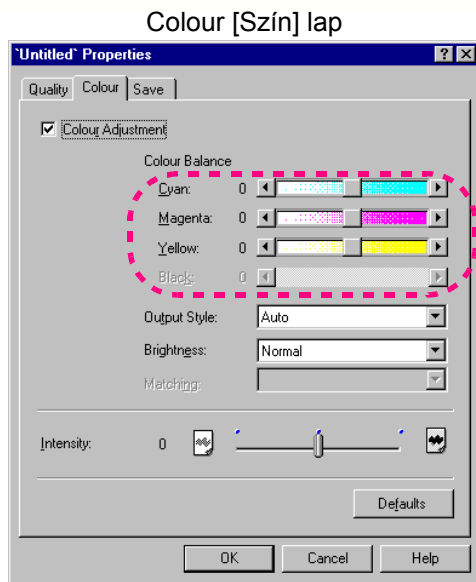 Colour [Szín] lap
`Untitled` Properties
Quality Colour Save
Colour Adjustment
Colour Balance
Cyan: 0
Magenta: 0
Yellow: 0
Black: 0
Output Style: Auto
Brightness: Normal
Matching:
Intensity: 0
Defaults
OK Cancel Help